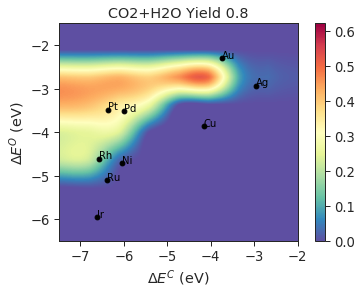 CO2+H2O Yield 0.8
ΔE^O (eV)
−2
−3
−4
−5
−6
Au
Ag
Pt
Pd
Cu
Rh
Ni
Ru
Ir
0.6
0.5
0.4
0.3
0.2
0.1
0.0
−7 −6 −5 −4 −3 −2
ΔE^C (eV)